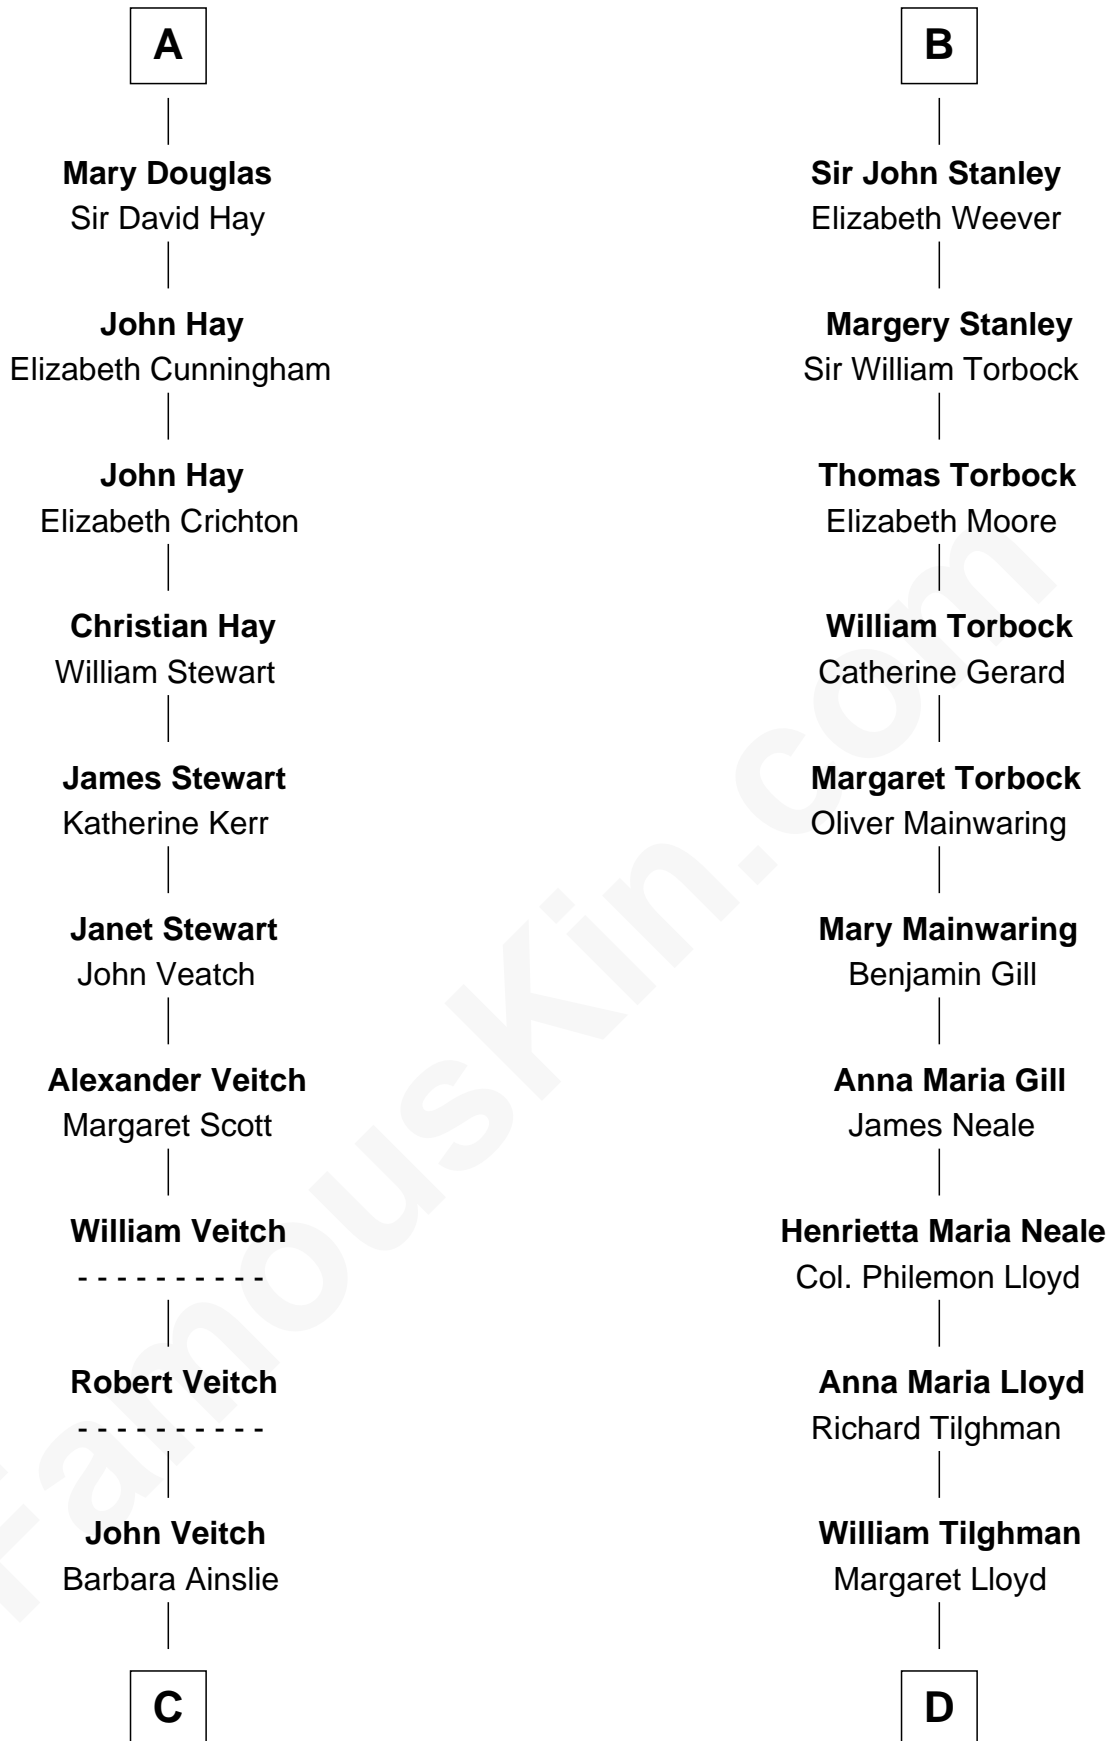 A
Mary Douglas
Sir David Hay
John Hay
Elizabeth Cunningham
John Hay
Elizabeth Crichton
Christian Hay
William Stewart
James Stewart
Katherine Kerr
Janet Stewart
John Veatch
Alexander Veitch
Margaret Scott
William Veitch
- - - - - - - - - -
Robert Veitch
- - - - - - - - - -
John Veitch
Barbara Ainslie
C
B
Sir John Stanley
Elizabeth Weever
Margery Stanley
Sir William Torbock
Thomas Torbock
Elizabeth Moore
William Torbock
Catherine Gerard
Margaret Torbock
Oliver Mainwaring
Mary Mainwaring
Benjamin Gill
Anna Maria Gill
James Neale
Henrietta Maria Neale
Col. Philemon Lloyd
Anna Maria Lloyd
Richard Tilghman
William Tilghman
Margaret Lloyd
D
FamousKin.com